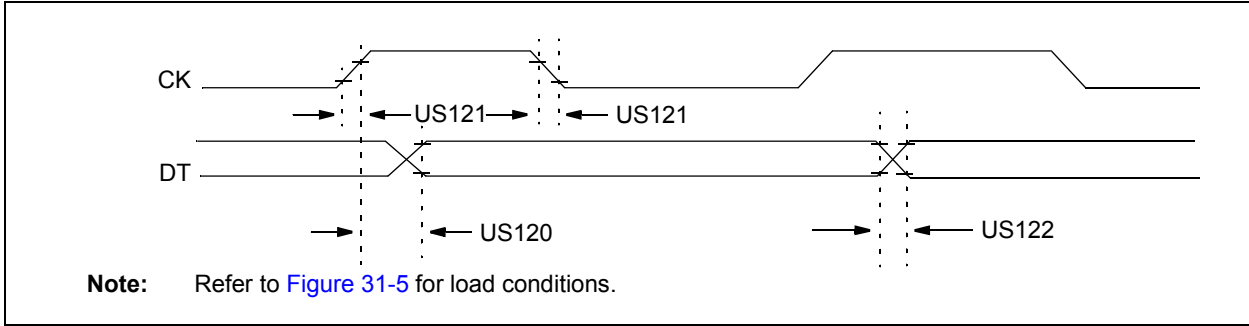 CK
US121 US121
DT
US120 US122
Note: Refer to Figure 31-5 for load conditions.